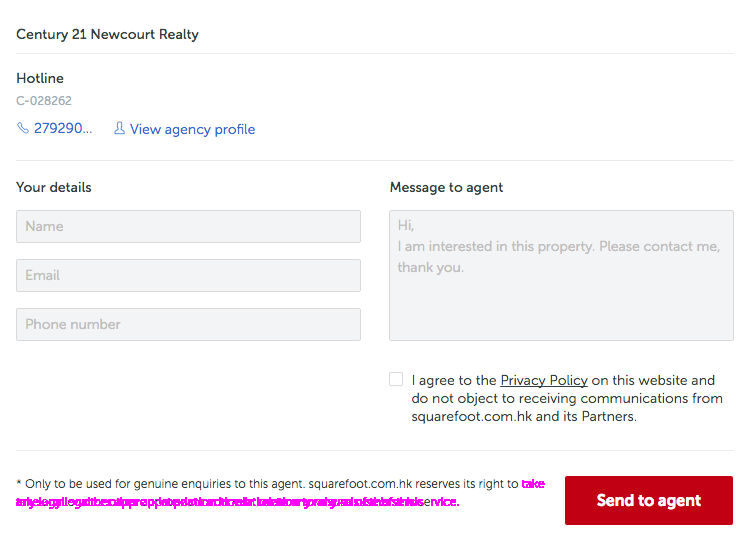 Century 21 Newcourt Realty
Hotline
C-028262
279290...
View agency profile
Your details
Name
Email
Phone number
Message to agent
Hi,
I am interested in this property. Please contact me,
thank you.
I agree to the Privacy Policy on this website and
do not object to receiving communications from
squarefoot.com.hk and its Partners.
* Only to be used for genuine enquiries to this agent. squarefoot.com.hk reserves its right to take
service.
Send to agent